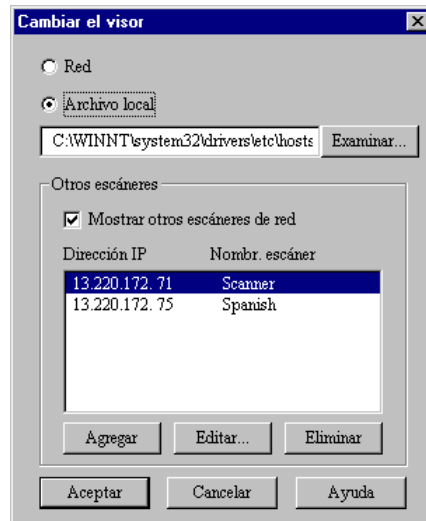 Cambiar el visor
Red
Archivo local
C:\WINNT\system32\drivers\etc\hosts Examinar...
Otros escáneres
Mostrar otros escáneres de red
Dirección IP Nombr. escáner
13.220.172. 71 Scanner
13.220.172. 75 Spanish
Agregar Editar... Eliminar
Aceptar Cancelar Ayuda